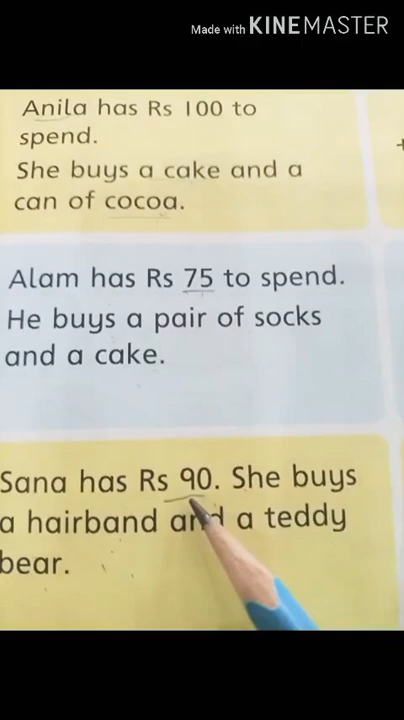 Made with KINEMASTER
Anila has Rs 100 to
spend.
She buys a cake and a
can of cocoa.
Alam has Rs 75 to spend.
He buys a pair of socks
and a cake.
Sana has Rs 90. She buys
a hairband and a teddy
bear.